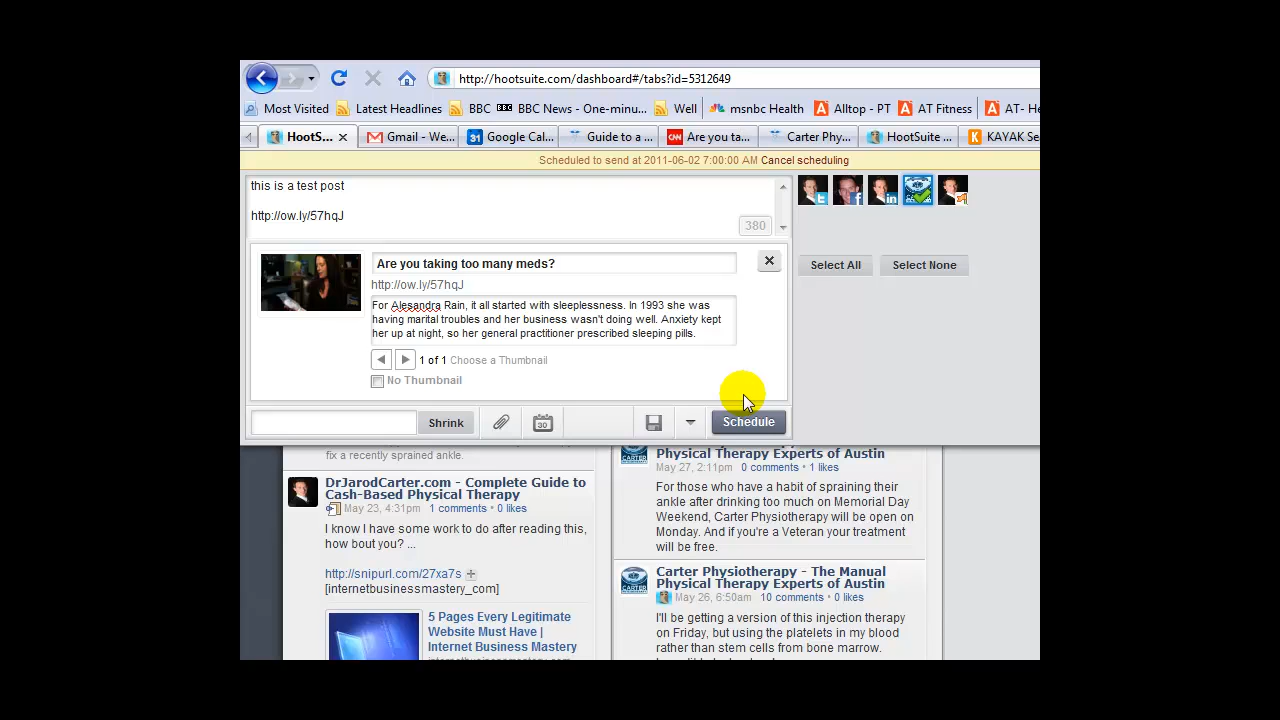 http://hootsuite.com/dashboard#/tabs?id=5312649
Most Visited Latest Headlines BBC BBC News - One-minu... Well msnbc Health Alltop - PT AT Fitness AT- He
HootS... Gmail - We... Google Cal... Guide to a ... Are you ta... Carter Phy... HootSuite ... KAYAK Se
Scheduled to send at 2011-06-02 7:00:00 AM Cancel scheduling
this is a test post
http://ow.ly/57hqJ
380
Select All Select None
Are you taking too many meds?
http://ow.ly/57hqJ
For Alesandra Rain, it all started with sleeplessness. In 1993 she was
having marital troubles and her business wasn't doing well. Anxiety kept
her up at night, so her general practitioner prescribed sleeping pills.
1 of 1 Choose a Thumbnail
No Thumbnail
Shrink 30 Schedule
fix a recently sprained ankle.
DrJarodCarter.com - Complete Guide to
Cash-Based Physical Therapy
May 23, 4:31pm 1 comments • 0 likes
I know I have some work to do after reading this,
how bout you? ...
http://snipurl.com/27xa7s
[internetbusinessmastery_com]
5 Pages Every Legitimate
Website Must Have |
Internet Business Mastery
Physical Therapy Experts of Austin
May 27, 2:11pm 0 comments • 1 likes
For those who have a habit of spraining their
ankle after drinking too much on Memorial Day
Weekend, Carter Physiotherapy will be open on
Monday. And if you're a Veteran your treatment
will be free.
Carter Physiotherapy - The Manual
Physical Therapy Experts of Austin
May 26, 6:50am 10 comments • 0 likes
I'll be getting a version of this injection therapy
on Friday, but using the platelets in my blood
rather than stem cells from bone marrow.